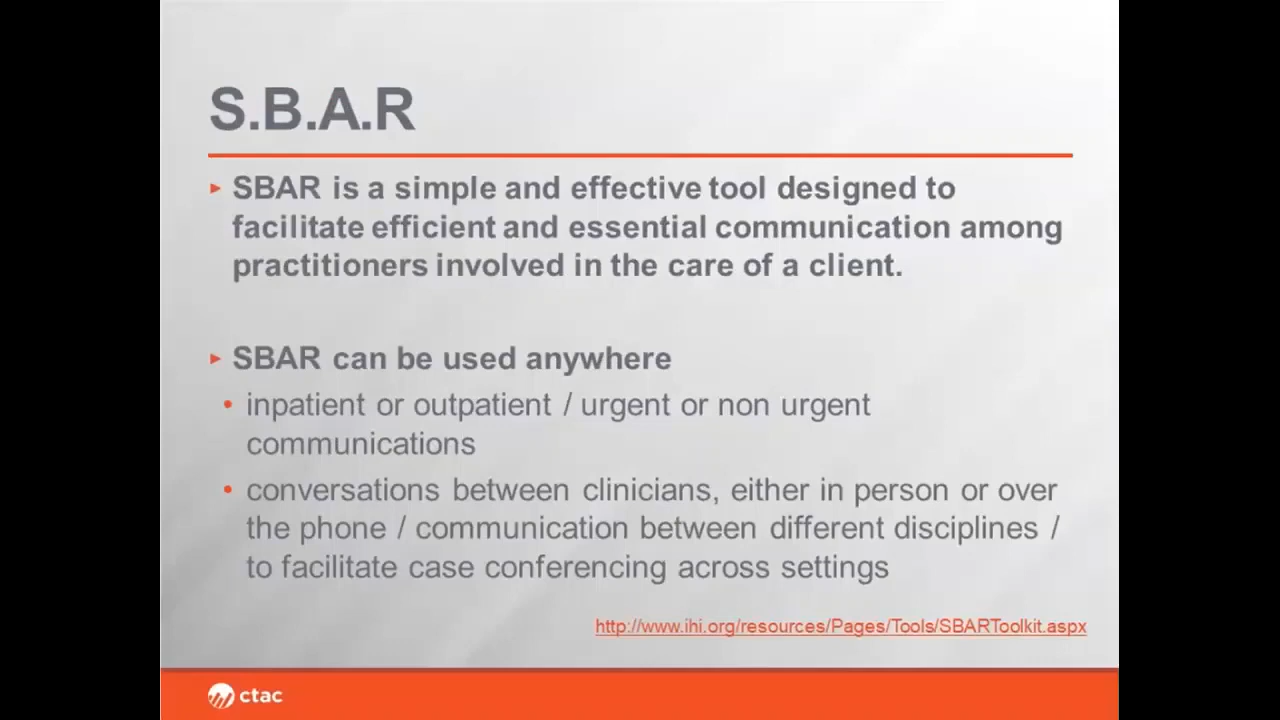 S.B.A.R
SBAR is a simple and effective tool designed to
facilitate efficient and essential communication among
practitioners involved in the care of a client.
SBAR can be used anywhere
inpatient or outpatient / urgent or non urgent
communications
conversations between clinicians, either in person or over
the phone / communication between different disciplines /
to facilitate case conferencing across settings
http://www.ihi.org/resources/Pages/Tools/SBARToolkit.aspx
ctac